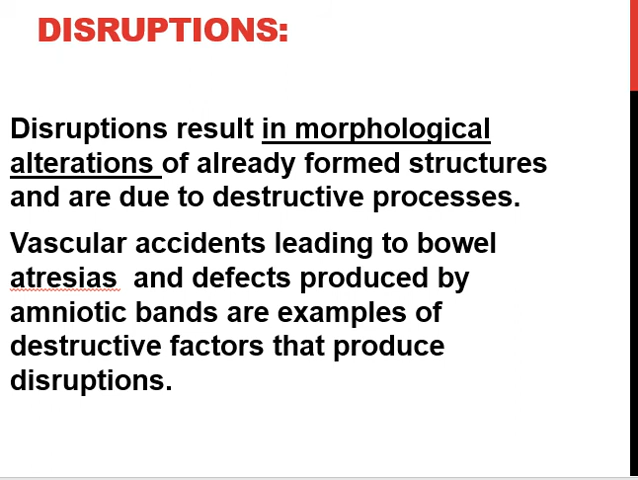 DISRUPTIONS:
Disruptions result in morphological
alterations of already formed structures
and are due to destructive processes.
Vascular accidents leading to bowel
atresias and defects produced by
amniotic bands are examples of
destructive factors that produce
disruptions.